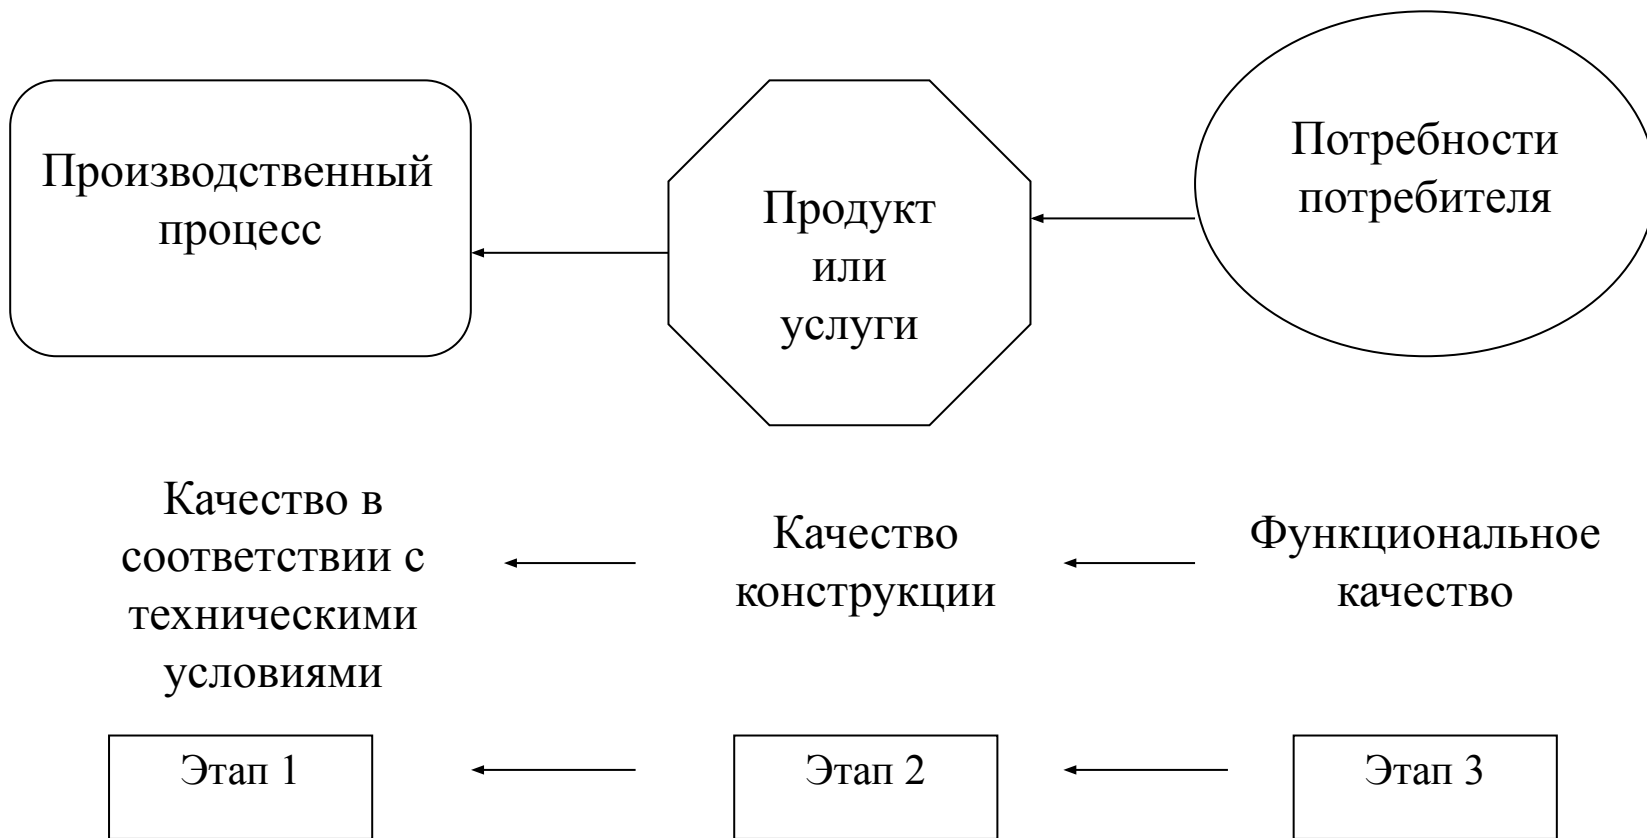 Производственный
процесс
Продукт
или
услуги
Потребности
потребителя
Качество в
соответствии с
техническими
условиями
Качество
конструкции
Функциональное
качество
Этап 1
Этап 2
Этап 3